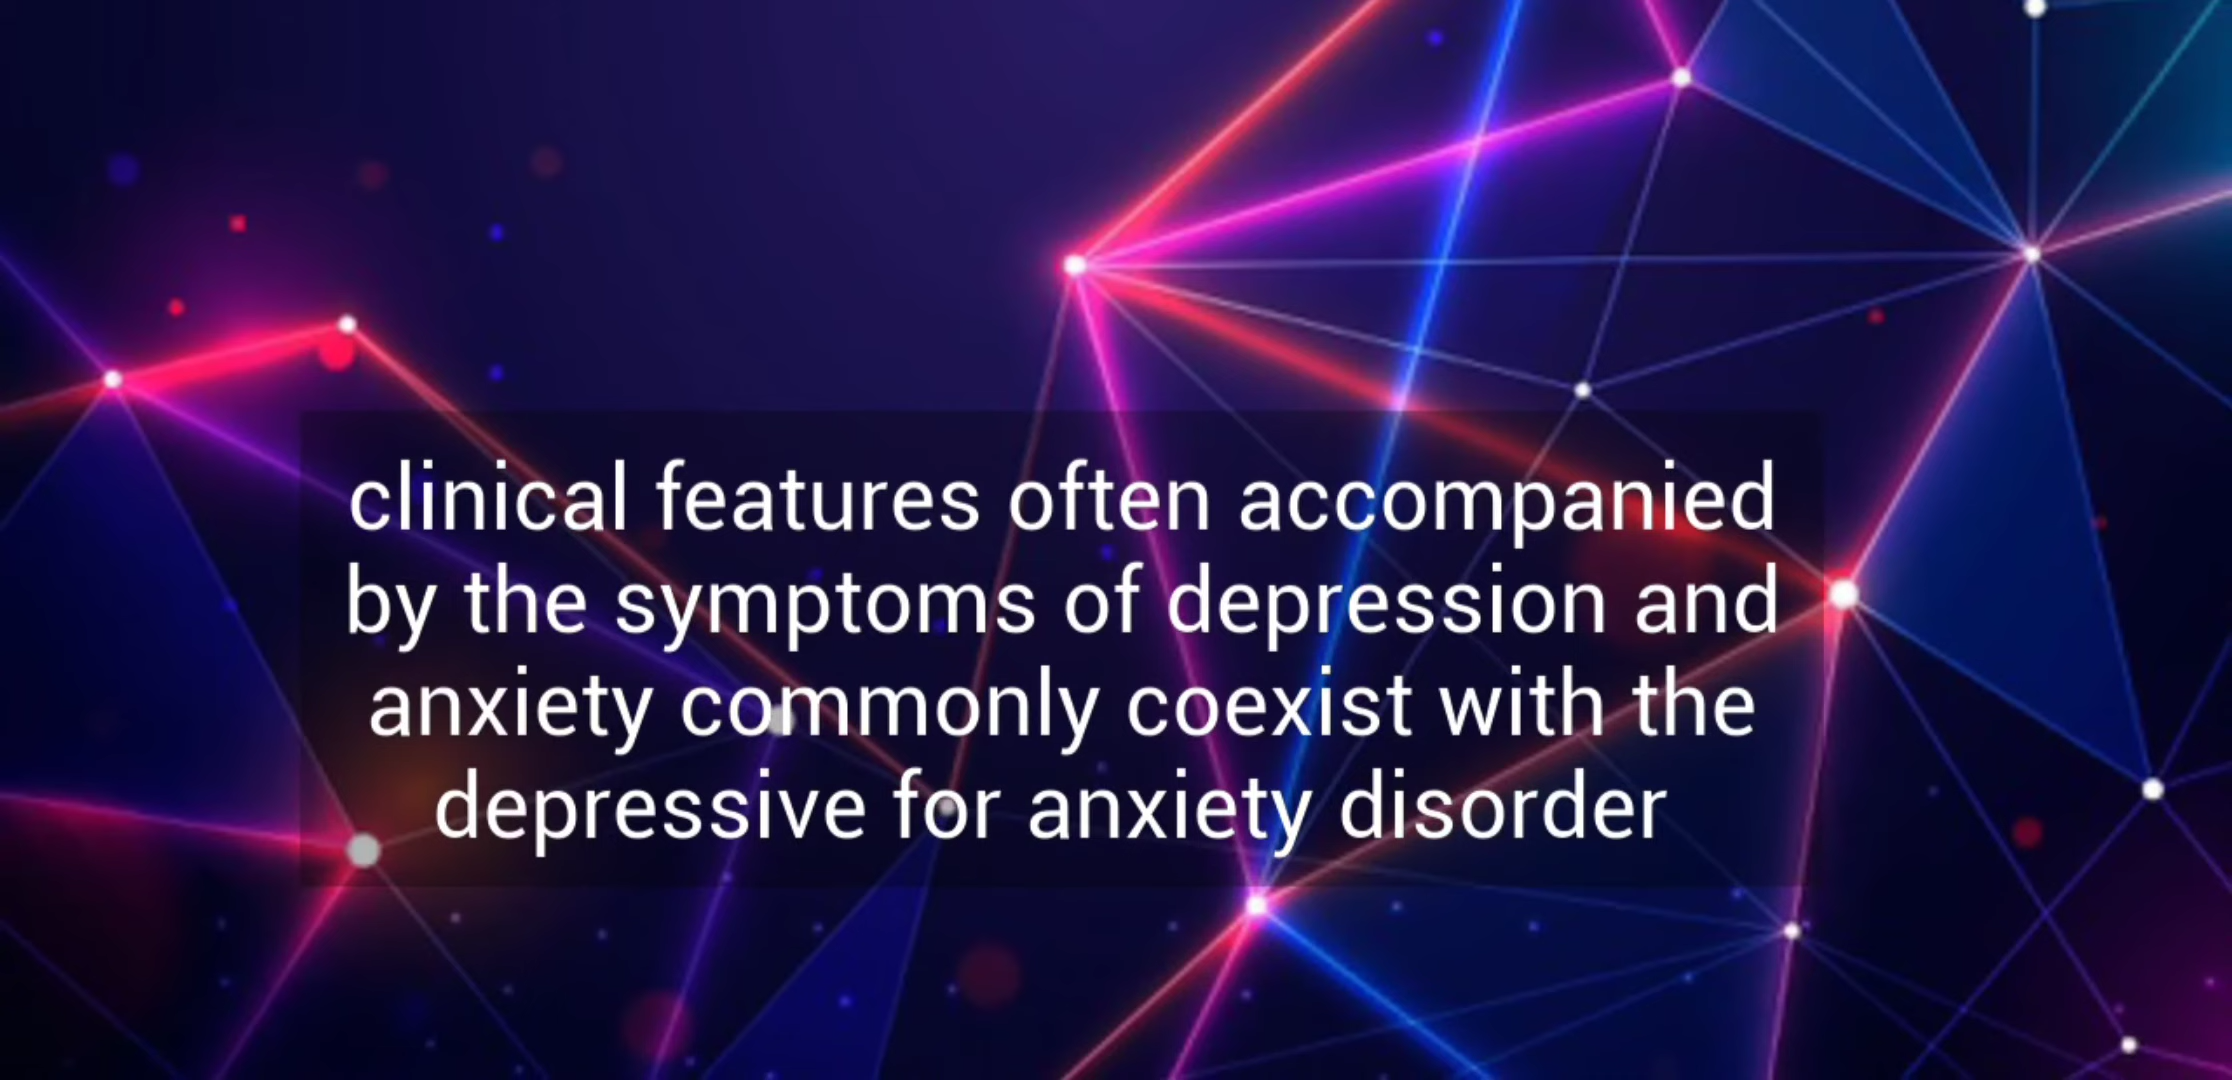 clinical features often accompanied
by the symptoms of depression and
anxiety commonly coexist with the
depressive for anxiety disorder